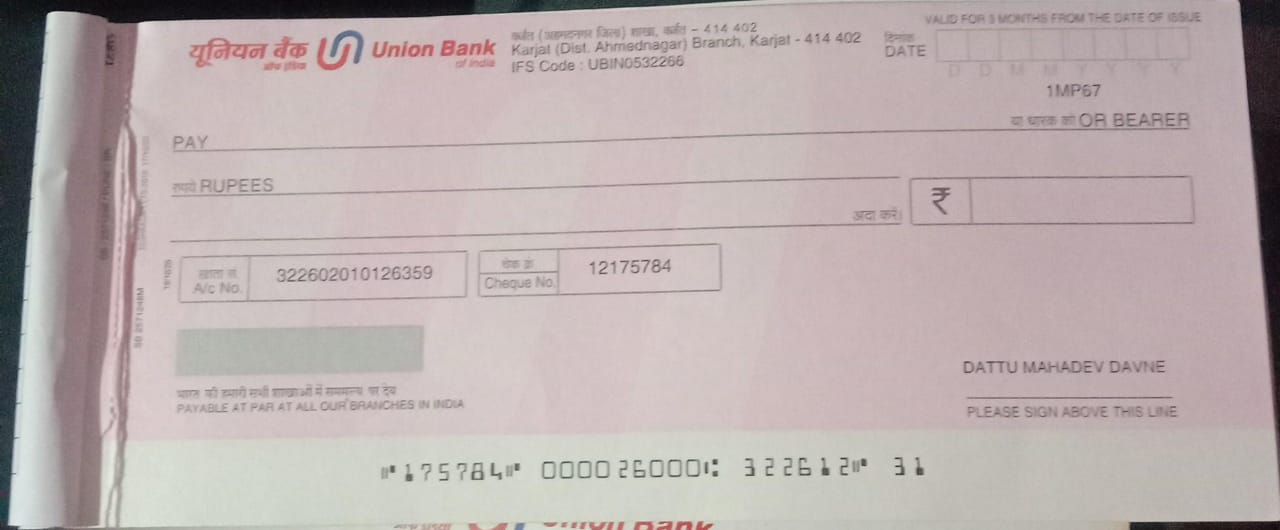 यूनियन बैंक
ऑफ इंडिया
Union Bank
of India
कर्जत (अहमदनगर जिला) शाखा, कर्जत - 414 402
Karjat (Dist. Ahmednagar) Branch, Karjat - 414 402
IFS Code : UBIN0532266
VALID FOR 3 MONTHS FROM THE DATE OF ISSUE
दिनांक
DATE
D D M M Y Y Y Y
1MP67
PAY
या धारक को OR BEARER
रुपये RUPEES
अदा करें।
₹
खाता सं.
A/c No.
322602010126359
चेक क्र.
Cheque No.
12175784
DATTU MAHADEV DAVNE
PLEASE SIGN ABOVE THIS LINE
भारत की हमारी सभी शाखाओं में सममूल्य पर देय
PAYABLE AT PAR AT ALL OUR BRANCHES IN INDIA
⑈175784⑈ 000026000⑆ 322612⑈ 31
Union Bank